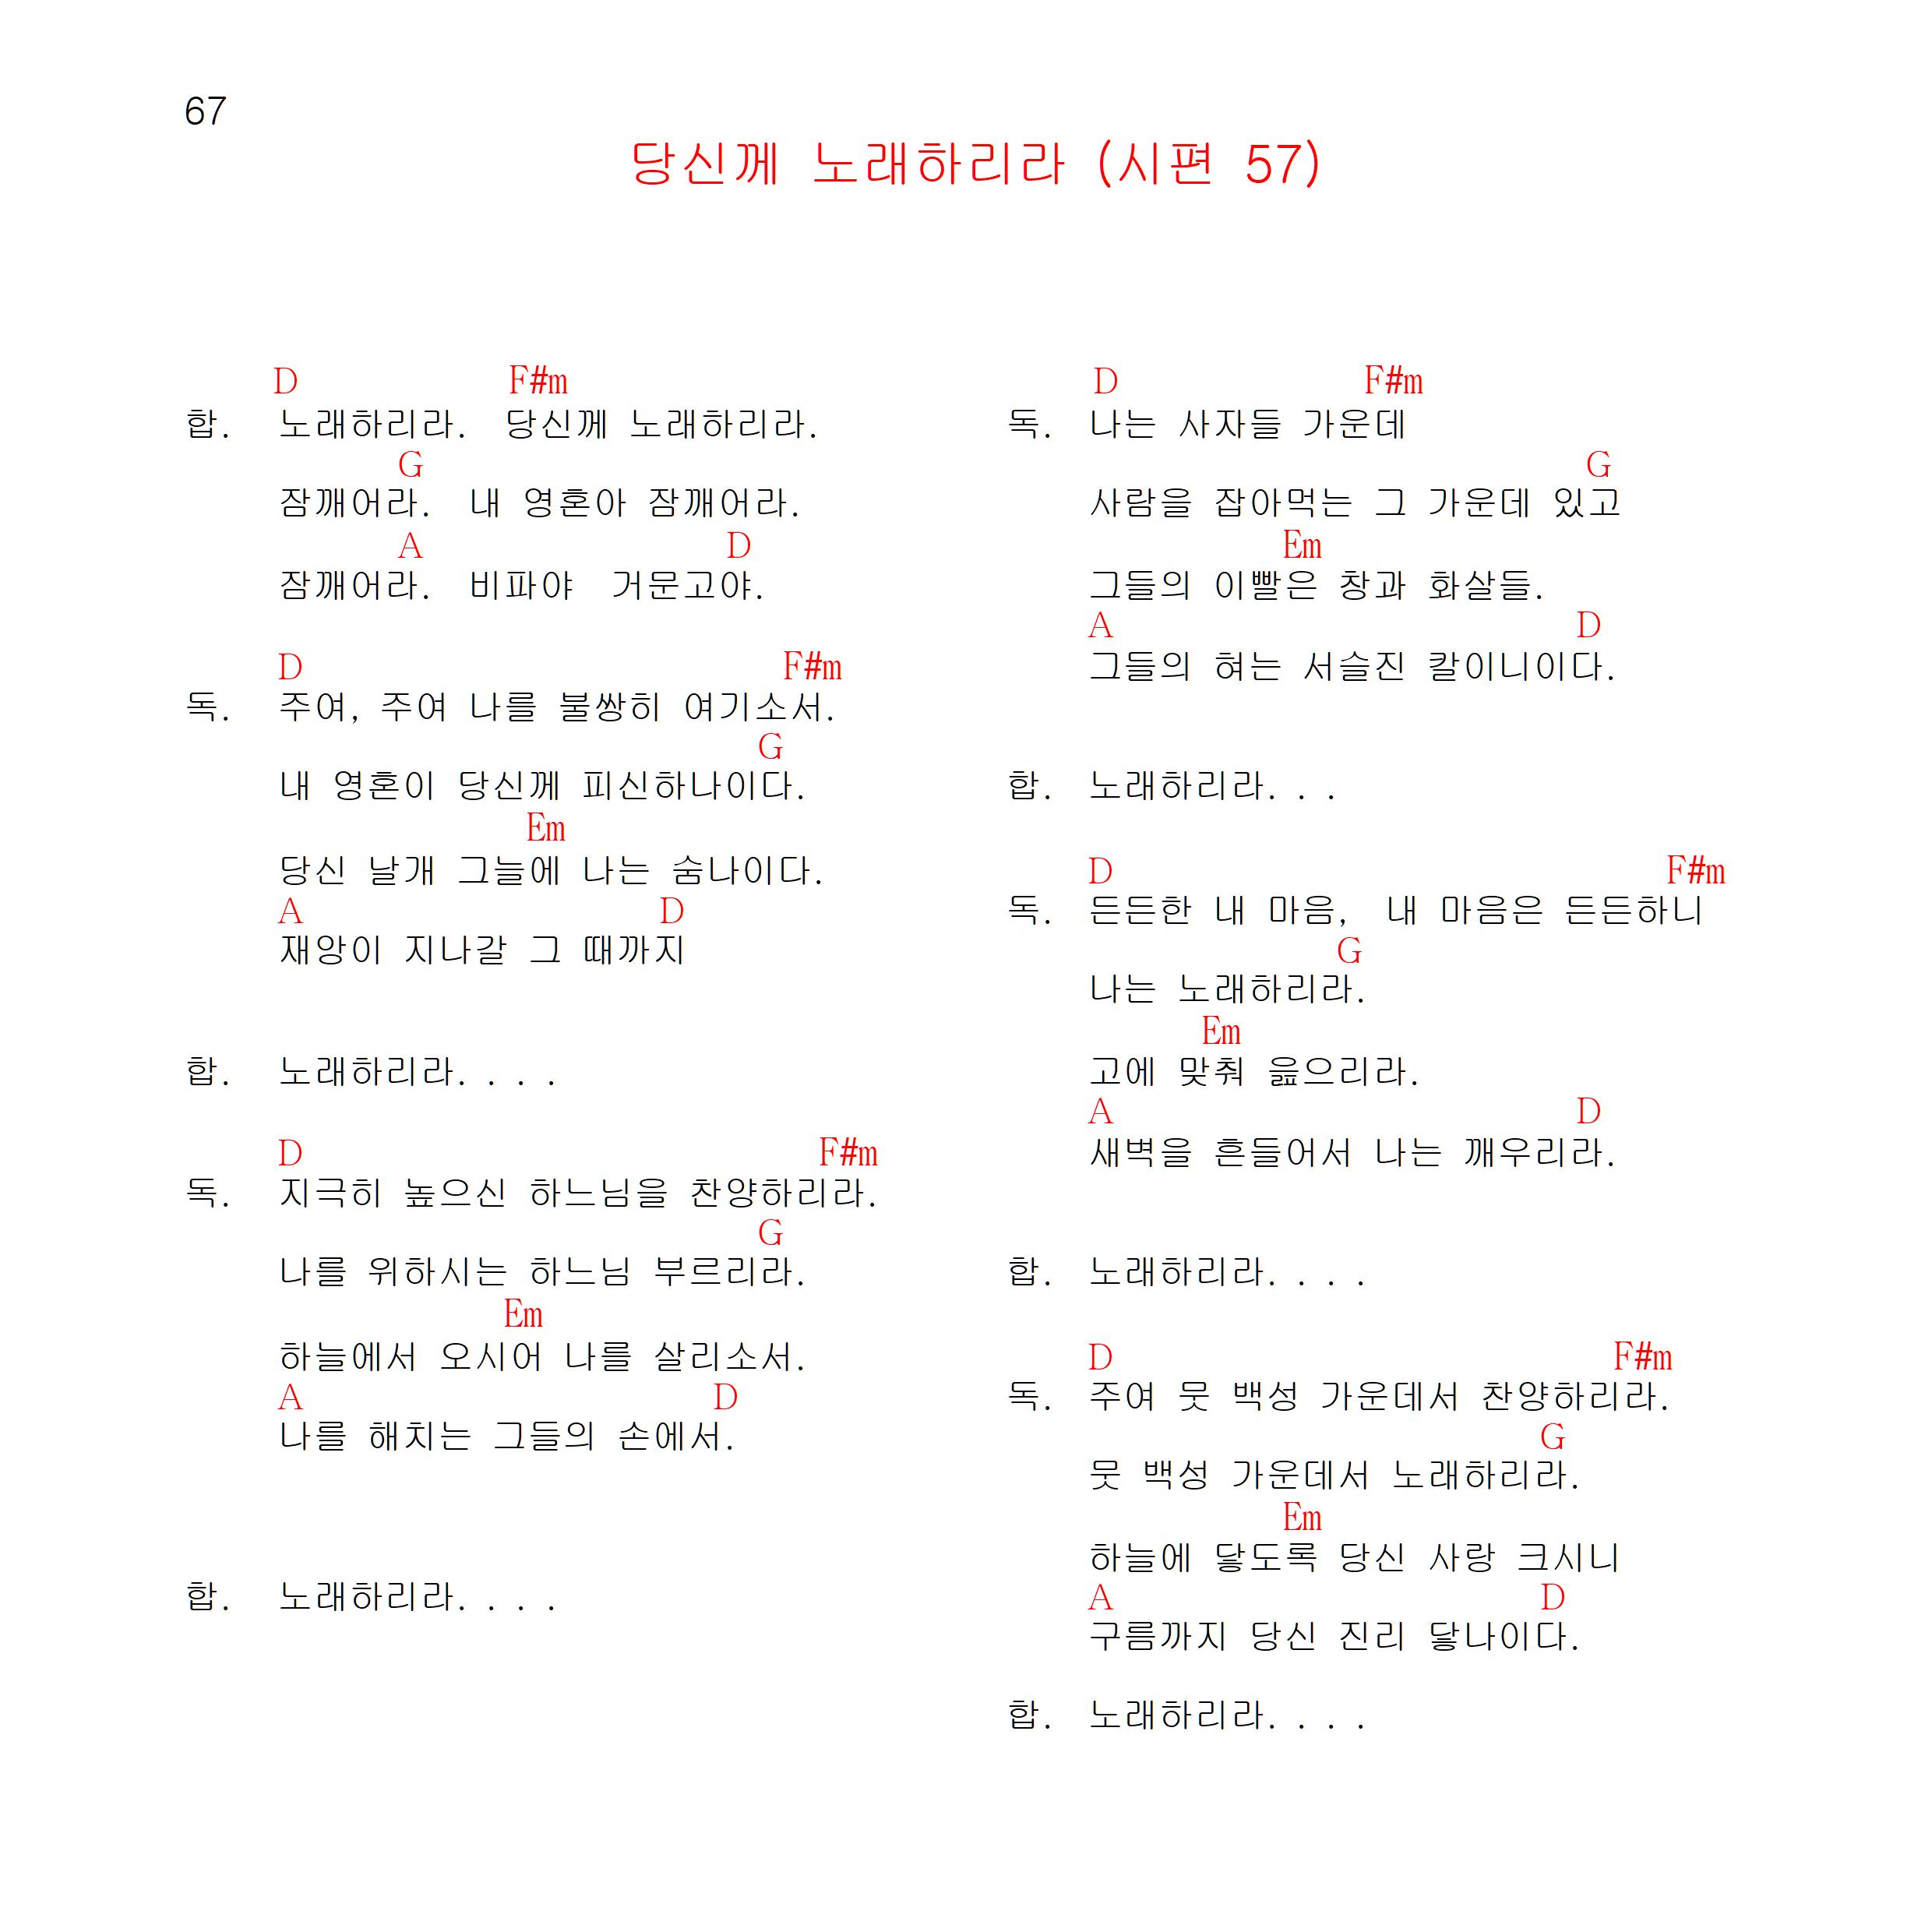 67
당신께 노래하리라 (시편 57)
D F#m
합. 노래하리라. 당신께 노래하리라.
G
잠깨어라. 내 영혼아 잠깨어라.
A D
잠깨어라. 비파야 거문고야.
D F#m
독. 주여, 주여 나를 불쌍히 여기소서.
G
내 영혼이 당신께 피신하나이다.
Em
당신 날개 그늘에 나는 숨나이다.
A D
재앙이 지나갈 그 때까지
합. 노래하리라. . . .
D F#m
독. 지극히 높으신 하느님을 찬양하리라.
G
나를 위하시는 하느님 부르리라.
Em
하늘에서 오시어 나를 살리소서.
A D
나를 해치는 그들의 손에서.
합. 노래하리라. . . .
D F#m
독. 나는 사자들 가운데
G
사람을 잡아먹는 그 가운데 있고
Em
그들의 이빨은 창과 화살들.
A D
그들의 혀는 서슬진 칼이니이다.
합. 노래하리라. . .
D F#m
독. 든든한 내 마음, 내 마음은 든든하니
G
나는 노래하리라.
Em
고에 맞춰 읊으리라.
A D
새벽을 흔들어서 나는 깨우리라.
합. 노래하리라. . . .
D F#m
독. 주여 뭇 백성 가운데서 찬양하리라.
G
뭇 백성 가운데서 노래하리라.
Em
하늘에 닿도록 당신 사랑 크시니
A D
구름까지 당신 진리 닿나이다.
합. 노래하리라. . . .